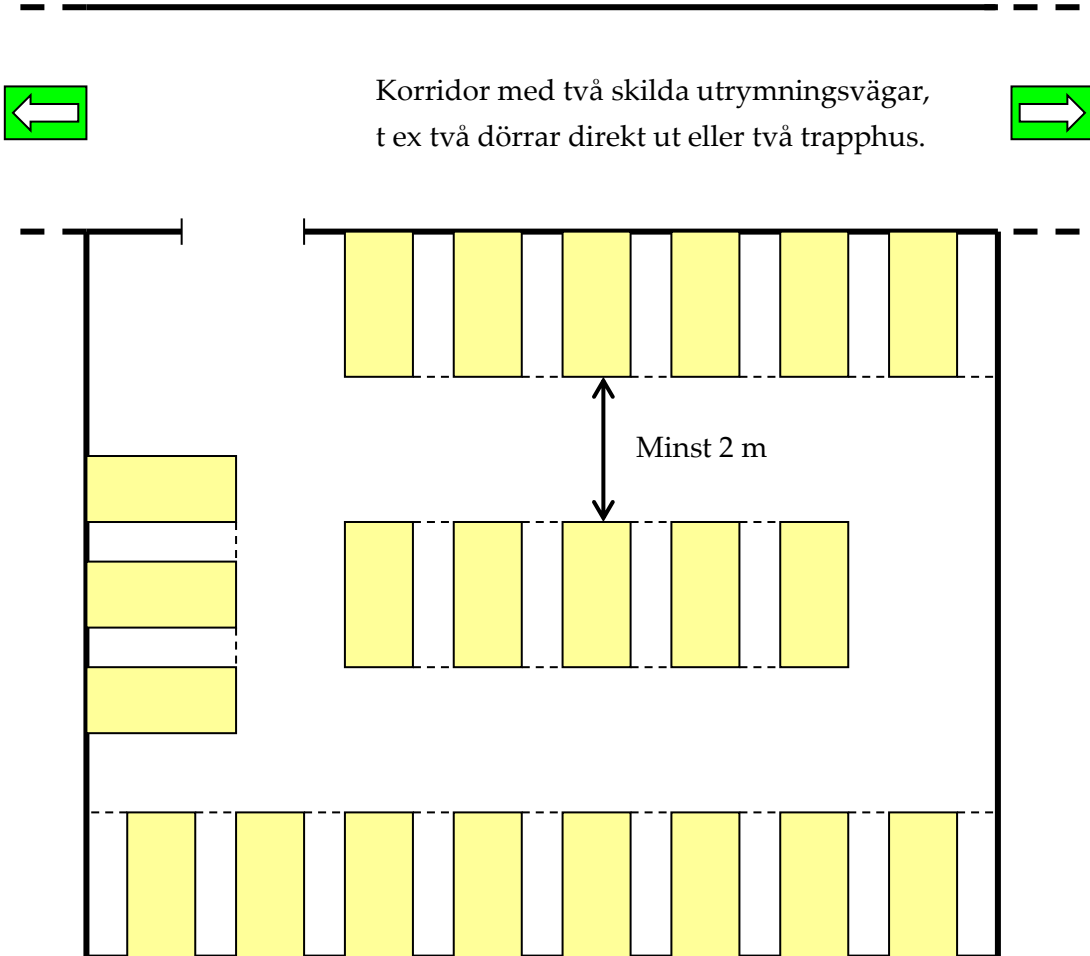 Korridor med två skilda utrymningsvägar,
t ex två dörrar direkt ut eller två trapphus.
Minst 2 m